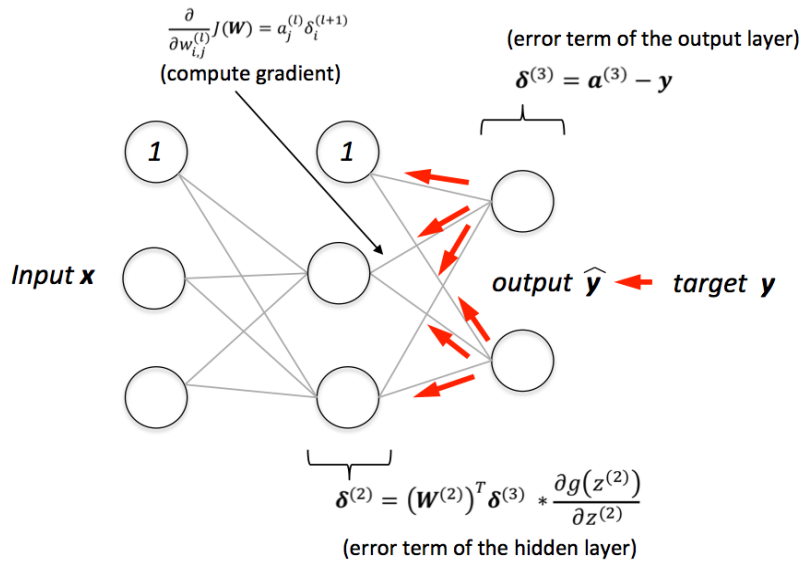 ∂/∂w_{i,j}^{(l)} J(W) = a_j^{(l)} δ_i^{(l+1)}
(compute gradient)
(error term of the output layer)
δ^{(3)} = a^{(3)} − y
1
1
Input x
output ŷ
target y
δ^{(2)} = (W^{(2)})^T δ^{(3)} * ∂g(z^{(2)})/∂z^{(2)}
(error term of the hidden layer)